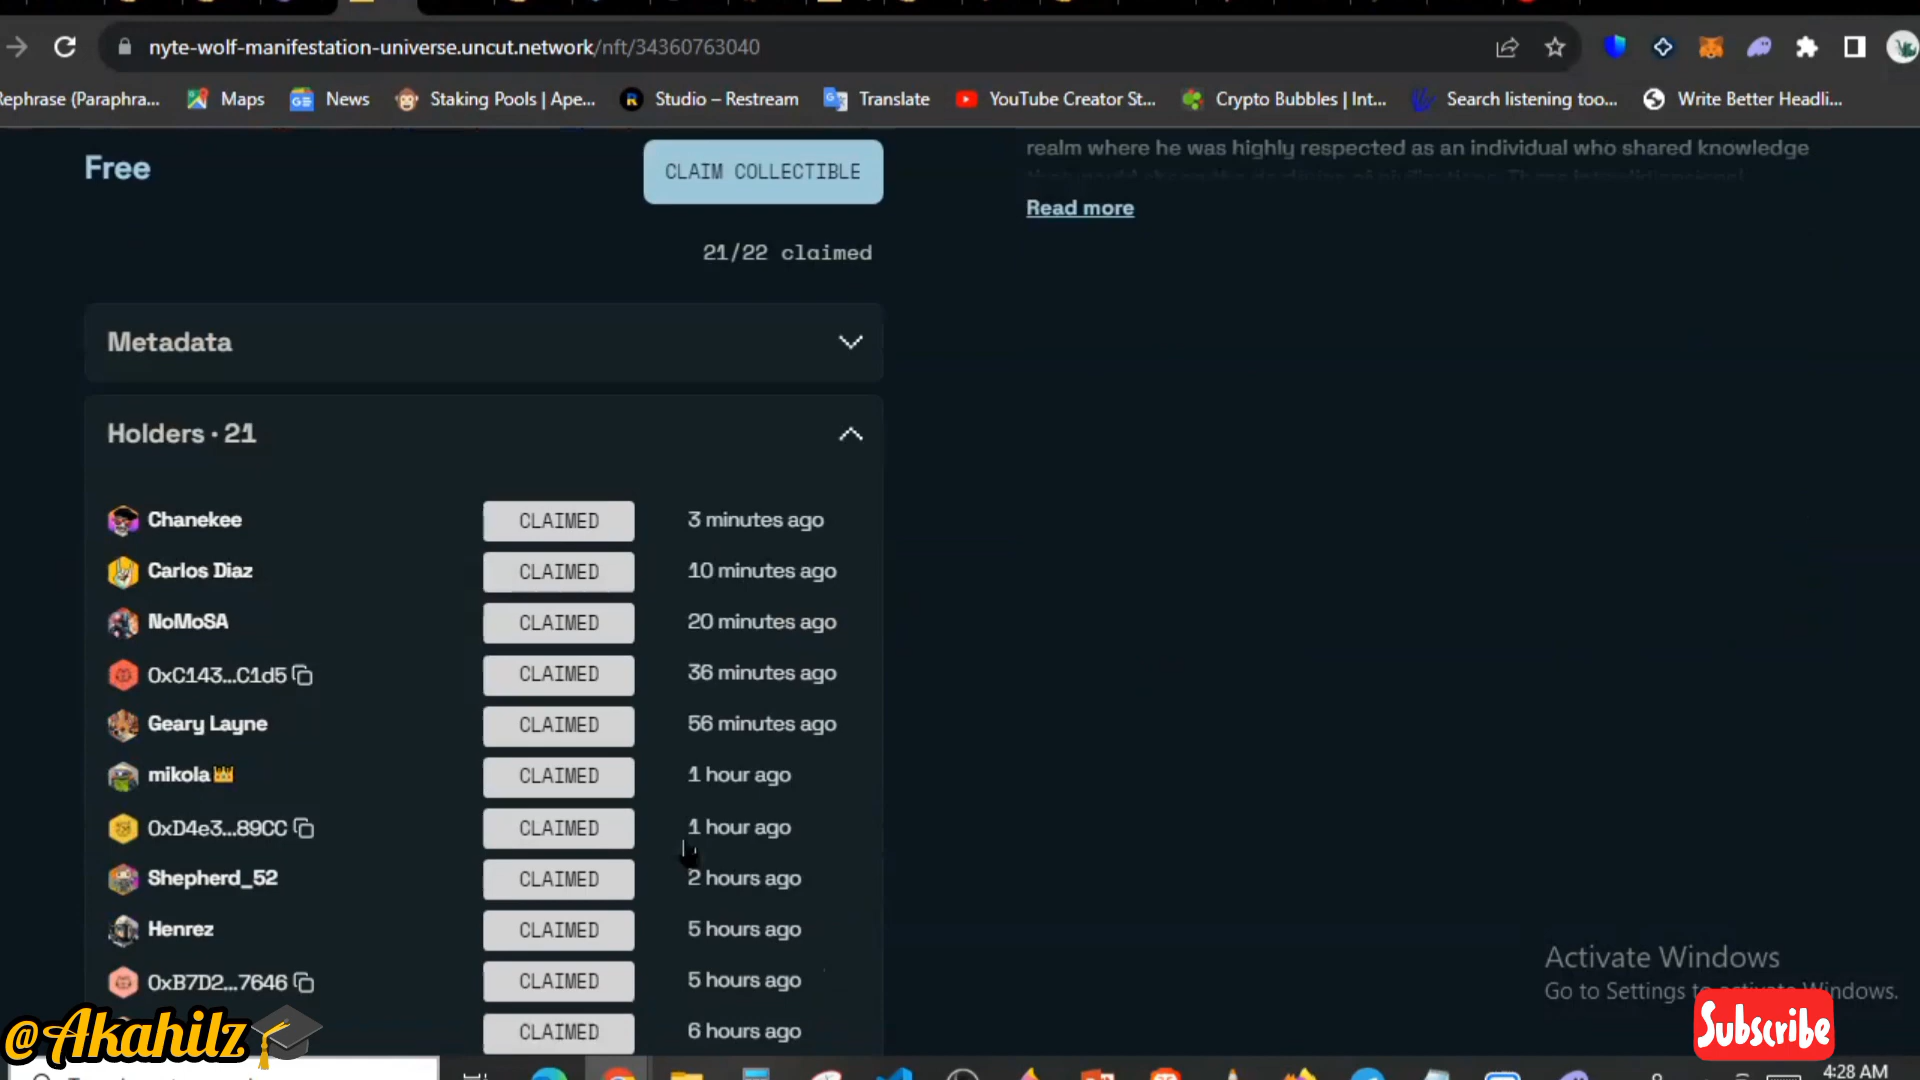 nyte-wolf-manifestation-universe.uncut.network/nft/34360763040
Rephrase (Paraphra... Maps News Staking Pools | Ape... Studio – Restream Translate YouTube Creator St... Crypto Bubbles | Int... Search listening too... Write Better Headli...
Free
CLAIM COLLECTIBLE
21/22 claimed
realm where he was highly respected as an individual who shared knowledge
Read more
Metadata
Holders · 21
Chanekee CLAIMED 3 minutes ago
Carlos Diaz CLAIMED 10 minutes ago
NoMoSA CLAIMED 20 minutes ago
0xC143...C1d5 CLAIMED 36 minutes ago
Geary Layne CLAIMED 56 minutes ago
mikola👑 CLAIMED 1 hour ago
0xD4e3...89CC CLAIMED 1 hour ago
Shepherd_52 CLAIMED 2 hours ago
Henrez CLAIMED 5 hours ago
0xB7D2...7646 CLAIMED 5 hours ago
CLAIMED 6 hours ago
Activate Windows
Go to Settings to activate Windows.
@Akahilz
Subscribe
4:28 AM